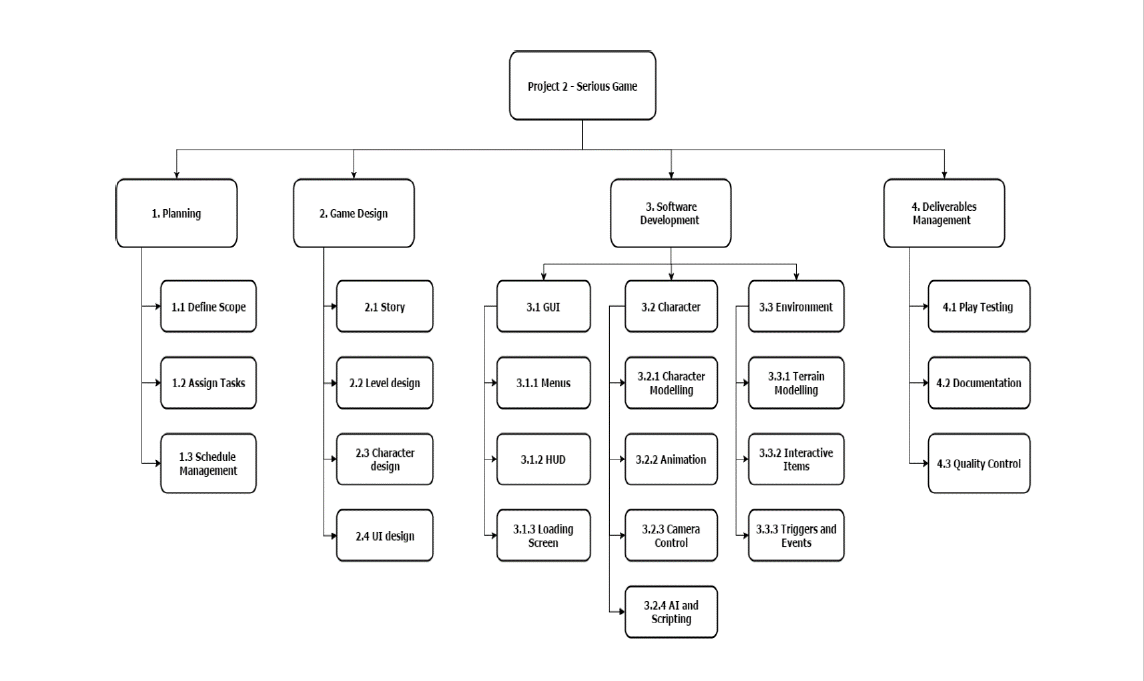 Project 2 - Serious Game
1. Planning
2. Game Design
3. Software
Development
4. Deliverables
Management
1.1 Define Scope
1.2 Assign Tasks
1.3 Schedule
Management
2.1 Story
2.2 Level design
2.3 Character
design
2.4 UI design
3.1 GUI
3.1.1 Menus
3.1.2 HUD
3.1.3 Loading
Screen
3.2 Character
3.2.1 Character
Modelling
3.2.2 Animation
3.2.3 Camera
Control
3.2.4 AI and
Scripting
3.3 Environment
3.3.1 Terrain
Modelling
3.3.2 Interactive
Items
3.3.3 Triggers and
Events
4.1 Play Testing
4.2 Documentation
4.3 Quality Control